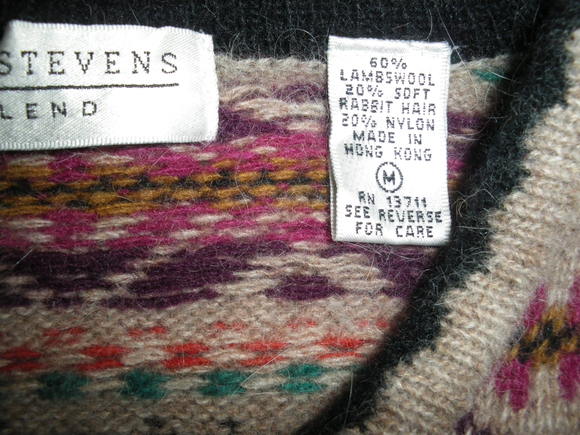 STEVENS
LEND
60%
LAMBSWOOL
20% SOFT
RABBIT HAIR
20% NYLON
MADE IN
HONG KONG
M
RN 13711
SEE REVERSE
FOR CARE